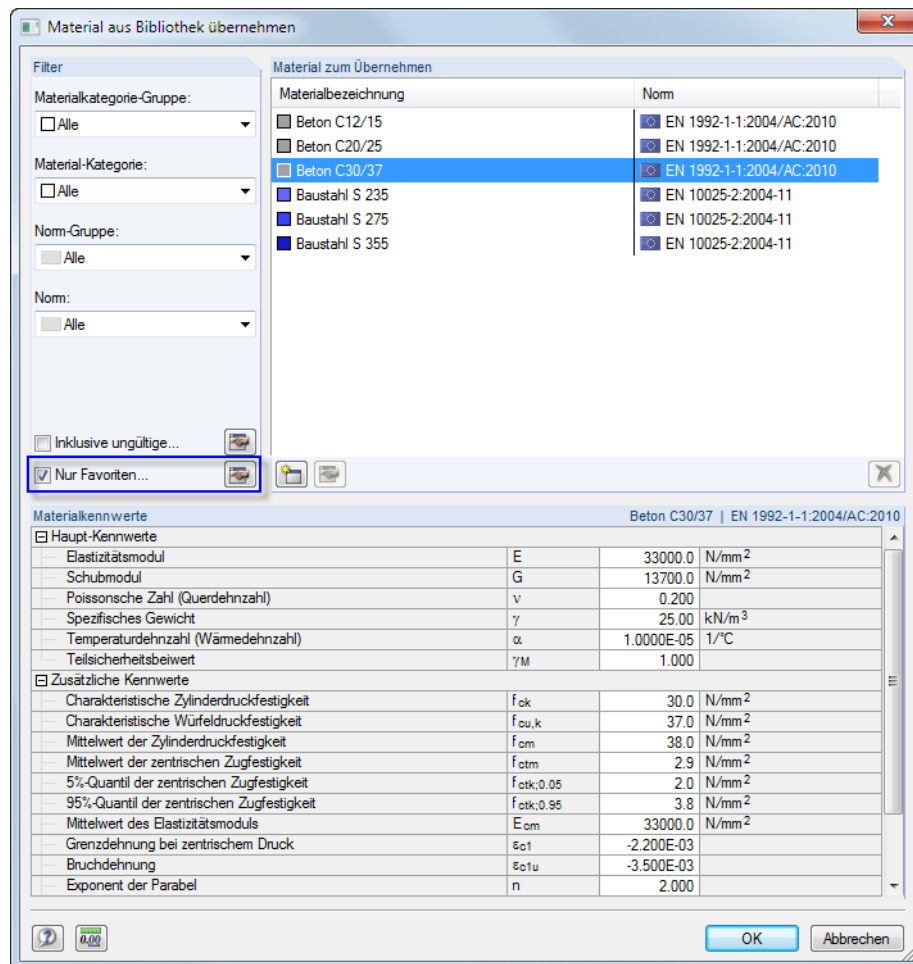 Material aus Bibliothek übernehmen
Filter
Materialkategorie-Gruppe:
Alle
Material-Kategorie:
Alle
Norm-Gruppe:
Alle
Norm:
Alle
Inklusive ungültige...
Nur Favoriten...
Material zum Übernehmen
Materialbezeichnung Norm
Beton C12/15 EN 1992-1-1:2004/AC:2010
Beton C20/25 EN 1992-1-1:2004/AC:2010
Beton C30/37 EN 1992-1-1:2004/AC:2010
Baustahl S 235 EN 10025-2:2004-11
Baustahl S 275 EN 10025-2:2004-11
Baustahl S 355 EN 10025-2:2004-11
Materialkennwerte Beton C30/37 | EN 1992-1-1:2004/AC:2010
Haupt-Kennwerte
Elastizitätsmodul E 33000.0 N/mm²
Schubmodul G 13700.0 N/mm²
Poissonsche Zahl (Querdehnzahl) ν 0.200
Spezifisches Gewicht γ 25.00 kN/m³
Temperaturdehnzahl (Wärmedehnzahl) α 1.0000E-05 1/°C
Teilsicherheitsbeiwert γM 1.000
Zusätzliche Kennwerte
Charakteristische Zylinderdruckfestigkeit fck 30.0 N/mm²
Charakteristische Würfeldruckfestigkeit fcu,k 37.0 N/mm²
Mittelwert der Zylinderdruckfestigkeit fcm 38.0 N/mm²
Mittelwert der zentrischen Zugfestigkeit fctm 2.9 N/mm²
5%-Quantil der zentrischen Zugfestigkeit fctk;0.05 2.0 N/mm²
95%-Quantil der zentrischen Zugfestigkeit fctk;0.95 3.8 N/mm²
Mittelwert des Elastizitätsmoduls Ecm 33000.0 N/mm²
Grenzdehnung bei zentrischem Druck εc1 -2.200E-03
Bruchdehnung εc1u -3.500E-03
Exponent der Parabel n 2.000
0.00
OK Abbrechen